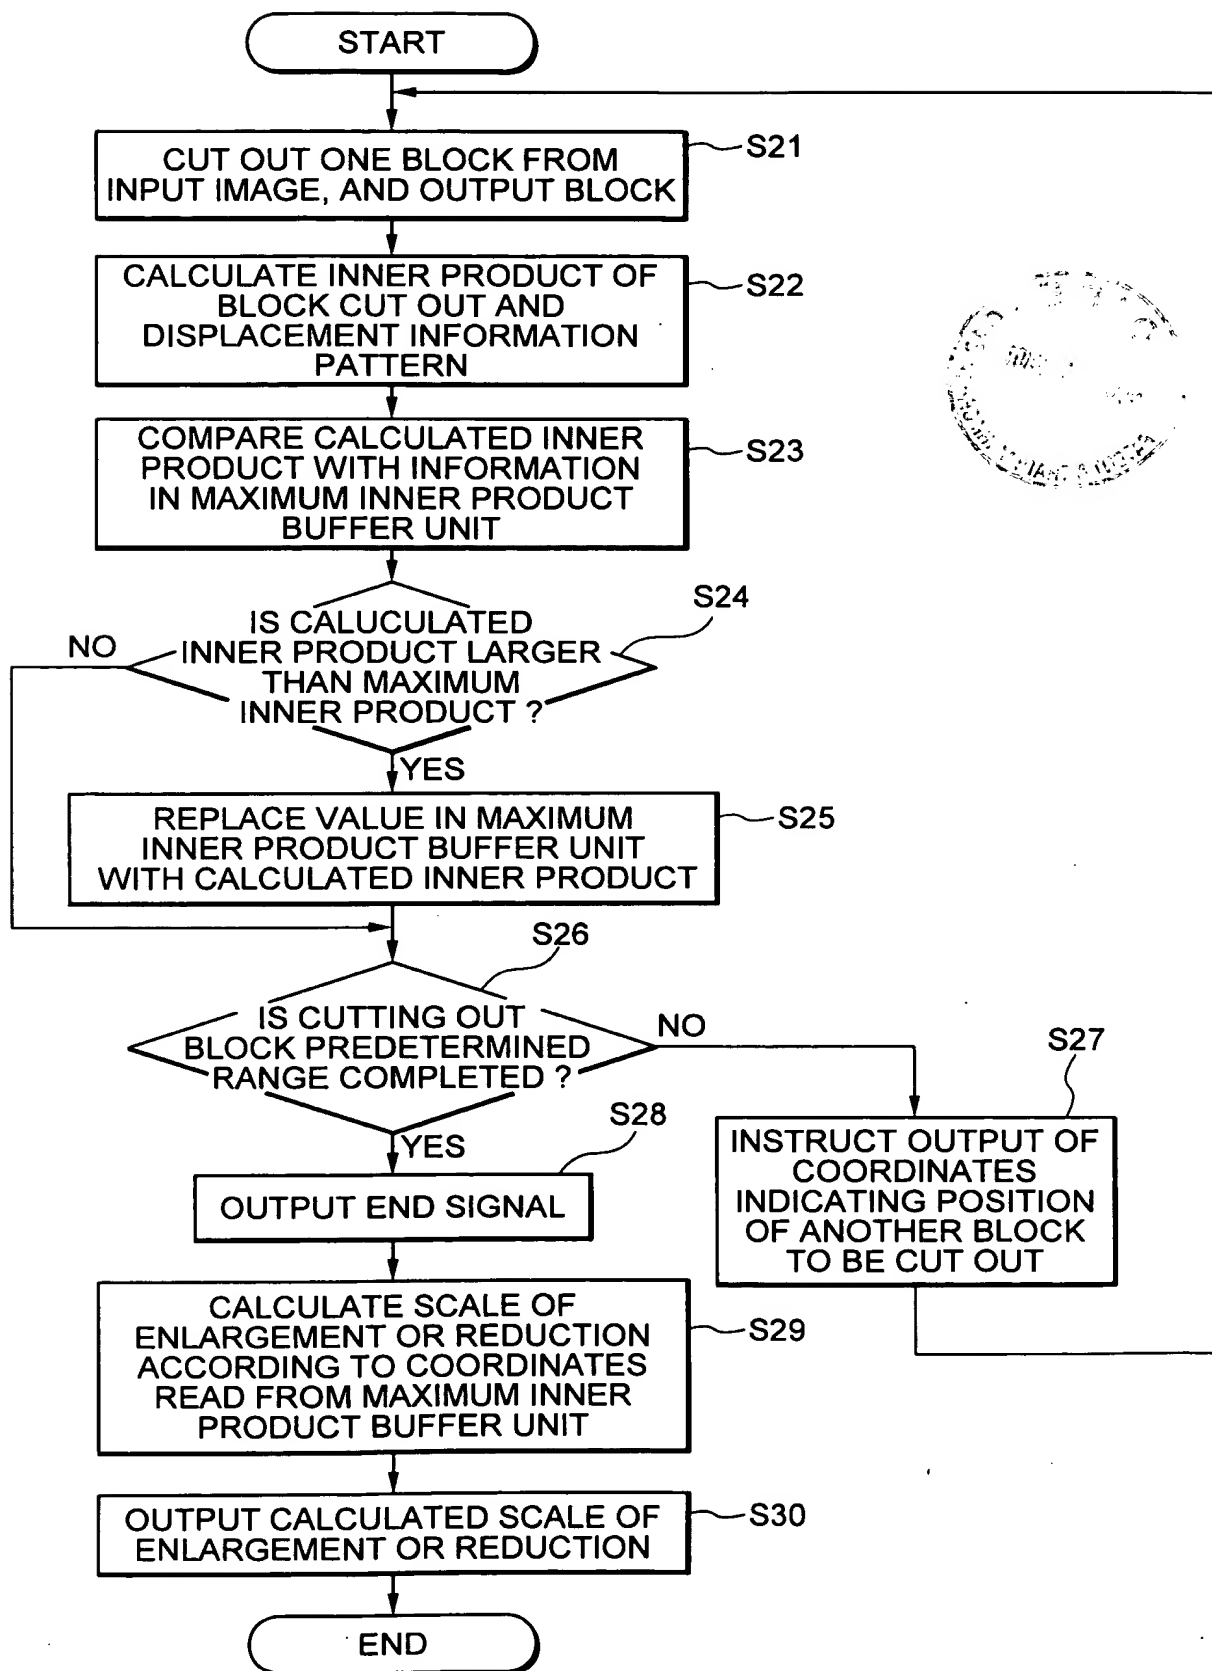 START
CUT OUT ONE BLOCK FROM
INPUT IMAGE, AND OUTPUT BLOCK
S21
CALCULATE INNER PRODUCT OF
BLOCK CUT OUT AND
DISPLACEMENT INFORMATION
PATTERN
S22
COMPARE CALCULATED INNER
PRODUCT WITH INFORMATION
IN MAXIMUM INNER PRODUCT
BUFFER UNIT
S23
IS CALUCULATED
INNER PRODUCT LARGER
THAN MAXIMUM
INNER PRODUCT ?
S24
NO
YES
REPLACE VALUE IN MAXIMUM
INNER PRODUCT BUFFER UNIT
WITH CALCULATED INNER PRODUCT
S25
IS CUTTING OUT
BLOCK PREDETERMINED
RANGE COMPLETED ?
S26
NO
YES
S27
INSTRUCT OUTPUT OF
COORDINATES
INDICATING POSITION
OF ANOTHER BLOCK
TO BE CUT OUT
S28
OUTPUT END SIGNAL
CALCULATE SCALE OF
ENLARGEMENT OR REDUCTION
ACCORDING TO COORDINATES
READ FROM MAXIMUM INNER
PRODUCT BUFFER UNIT
S29
OUTPUT CALCULATED SCALE OF
ENLARGEMENT OR REDUCTION
S30
END